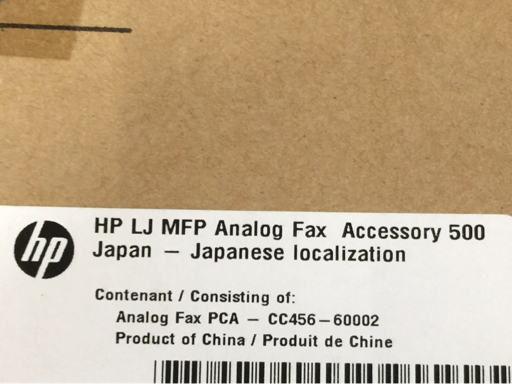 hp
HP LJ MFP Analog Fax Accessory 500
Japan – Japanese localization
Contenant / Consisting of:
Analog Fax PCA – CC456–60002
Product of China / Produit de Chine